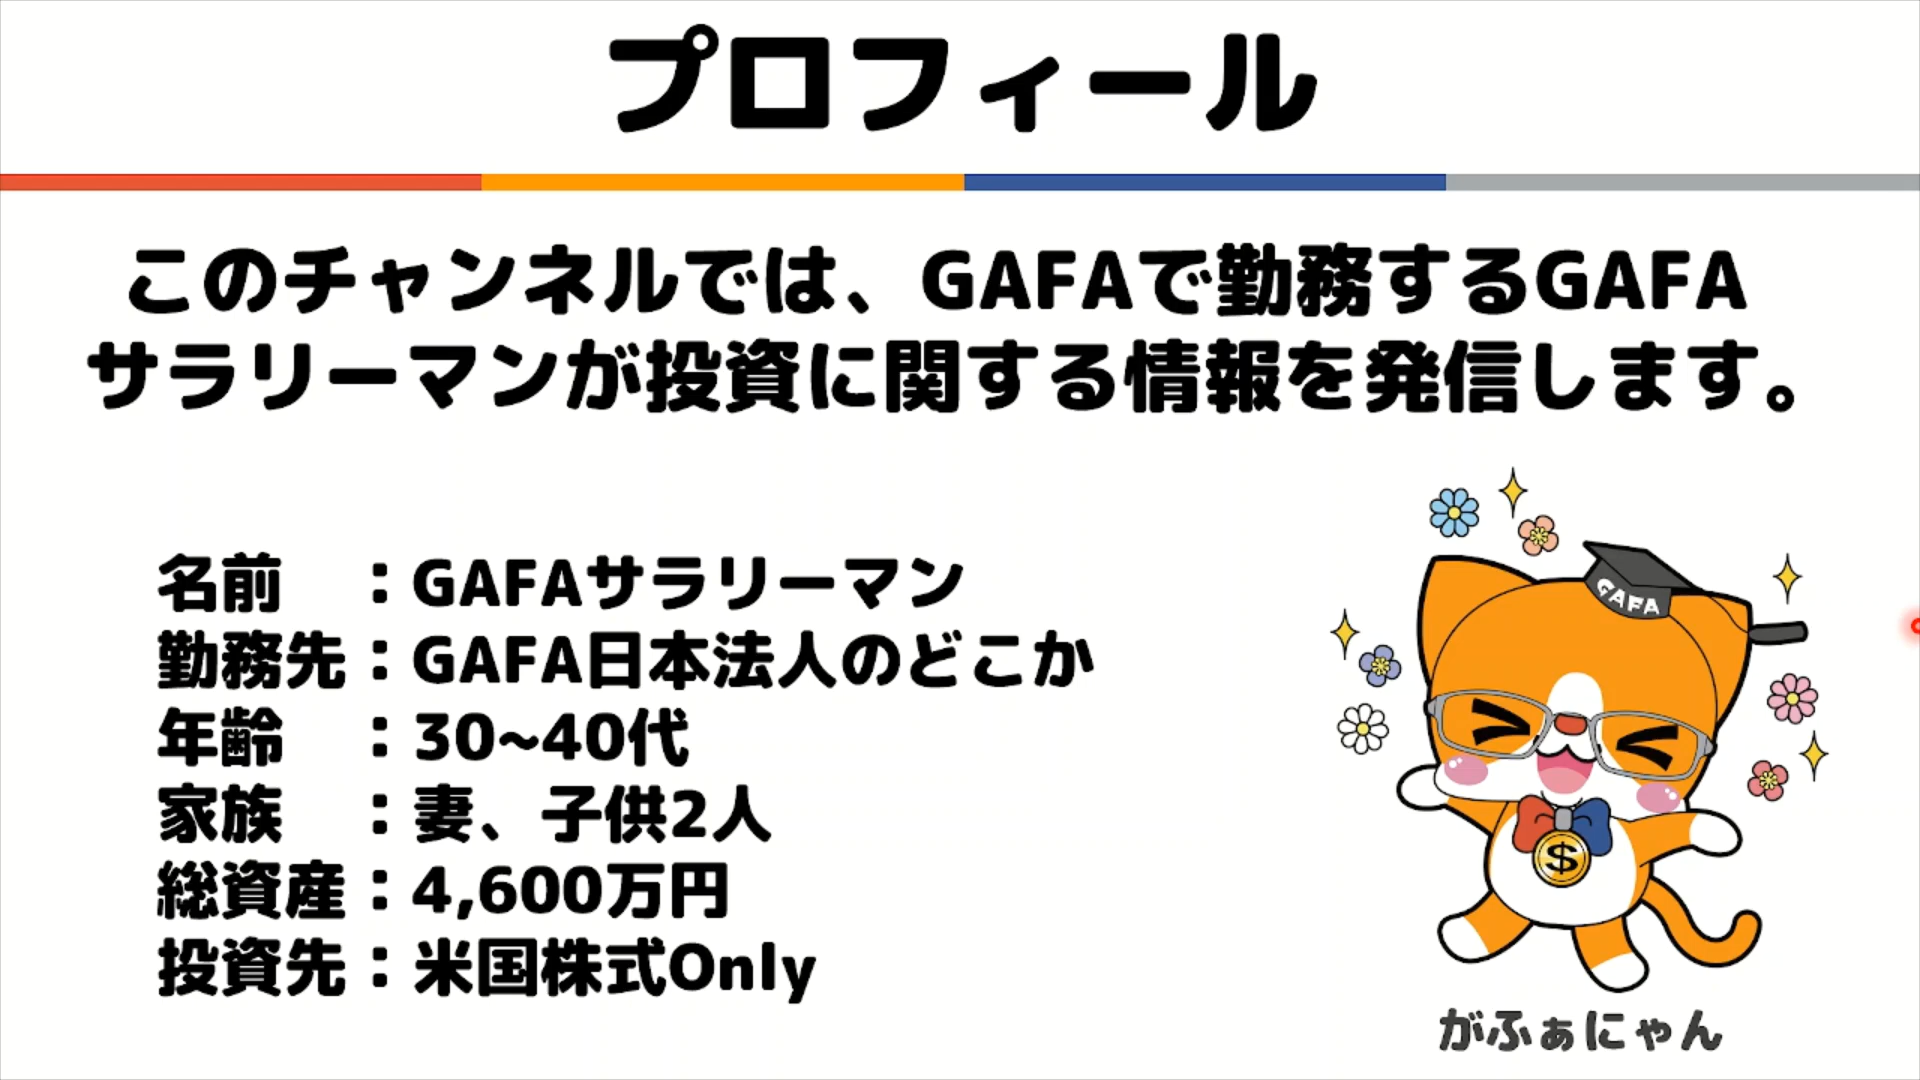 プロフィール
このチャンネルでは、GAFAで勤務するGAFA
サラリーマンが投資に関する情報を発信します。
名前　：GAFAサラリーマン
勤務先：GAFA日本法人のどこか
年齢　：30~40代
家族　：妻、子供2人
総資産：4,600万円
投資先：米国株式Only
GAFA
$
がふぁにゃん